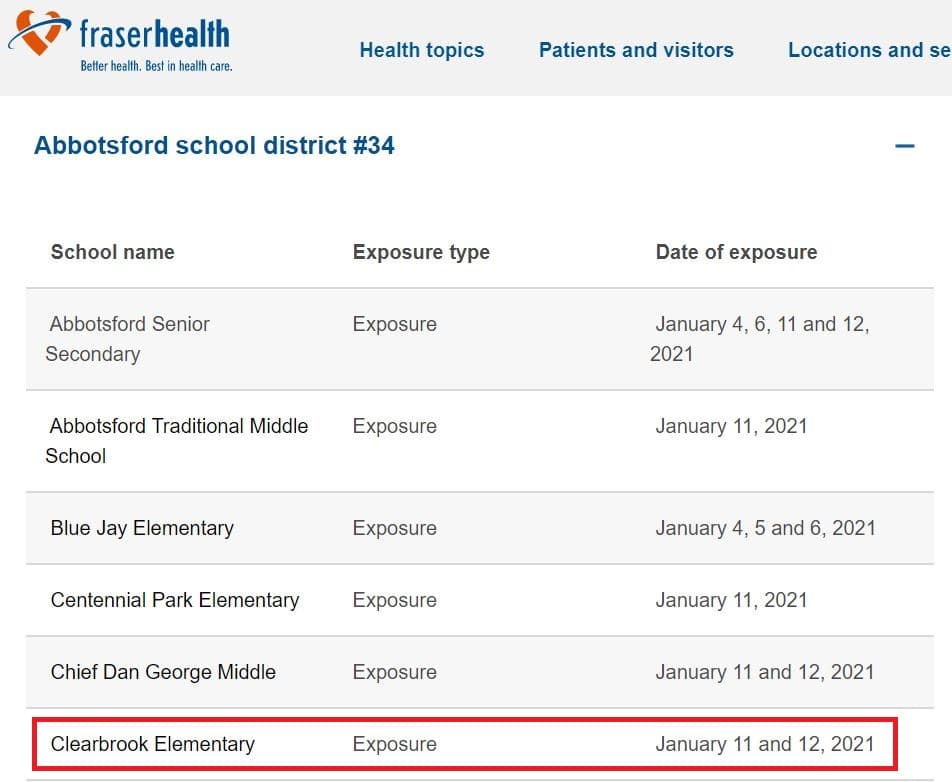 fraserhealth
Better health. Best in health care.
Health topics Patients and visitors Locations and se
Abbotsford school district #34
School name Exposure type Date of exposure
Abbotsford Senior Exposure January 4, 6, 11 and 12,
Secondary 2021
Abbotsford Traditional Middle Exposure January 11, 2021
School
Blue Jay Elementary Exposure January 4, 5 and 6, 2021
Centennial Park Elementary Exposure January 11, 2021
Chief Dan George Middle Exposure January 11 and 12, 2021
Clearbrook Elementary Exposure January 11 and 12, 2021